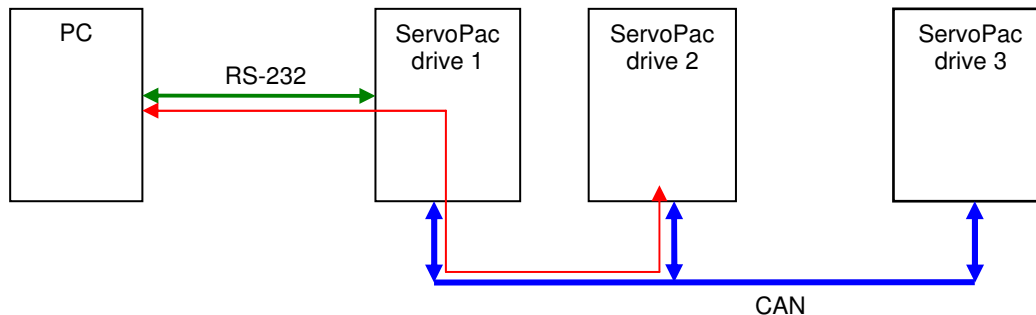 PC
ServoPac
drive 1
ServoPac
drive 2
ServoPac
drive 3
RS-232
CAN